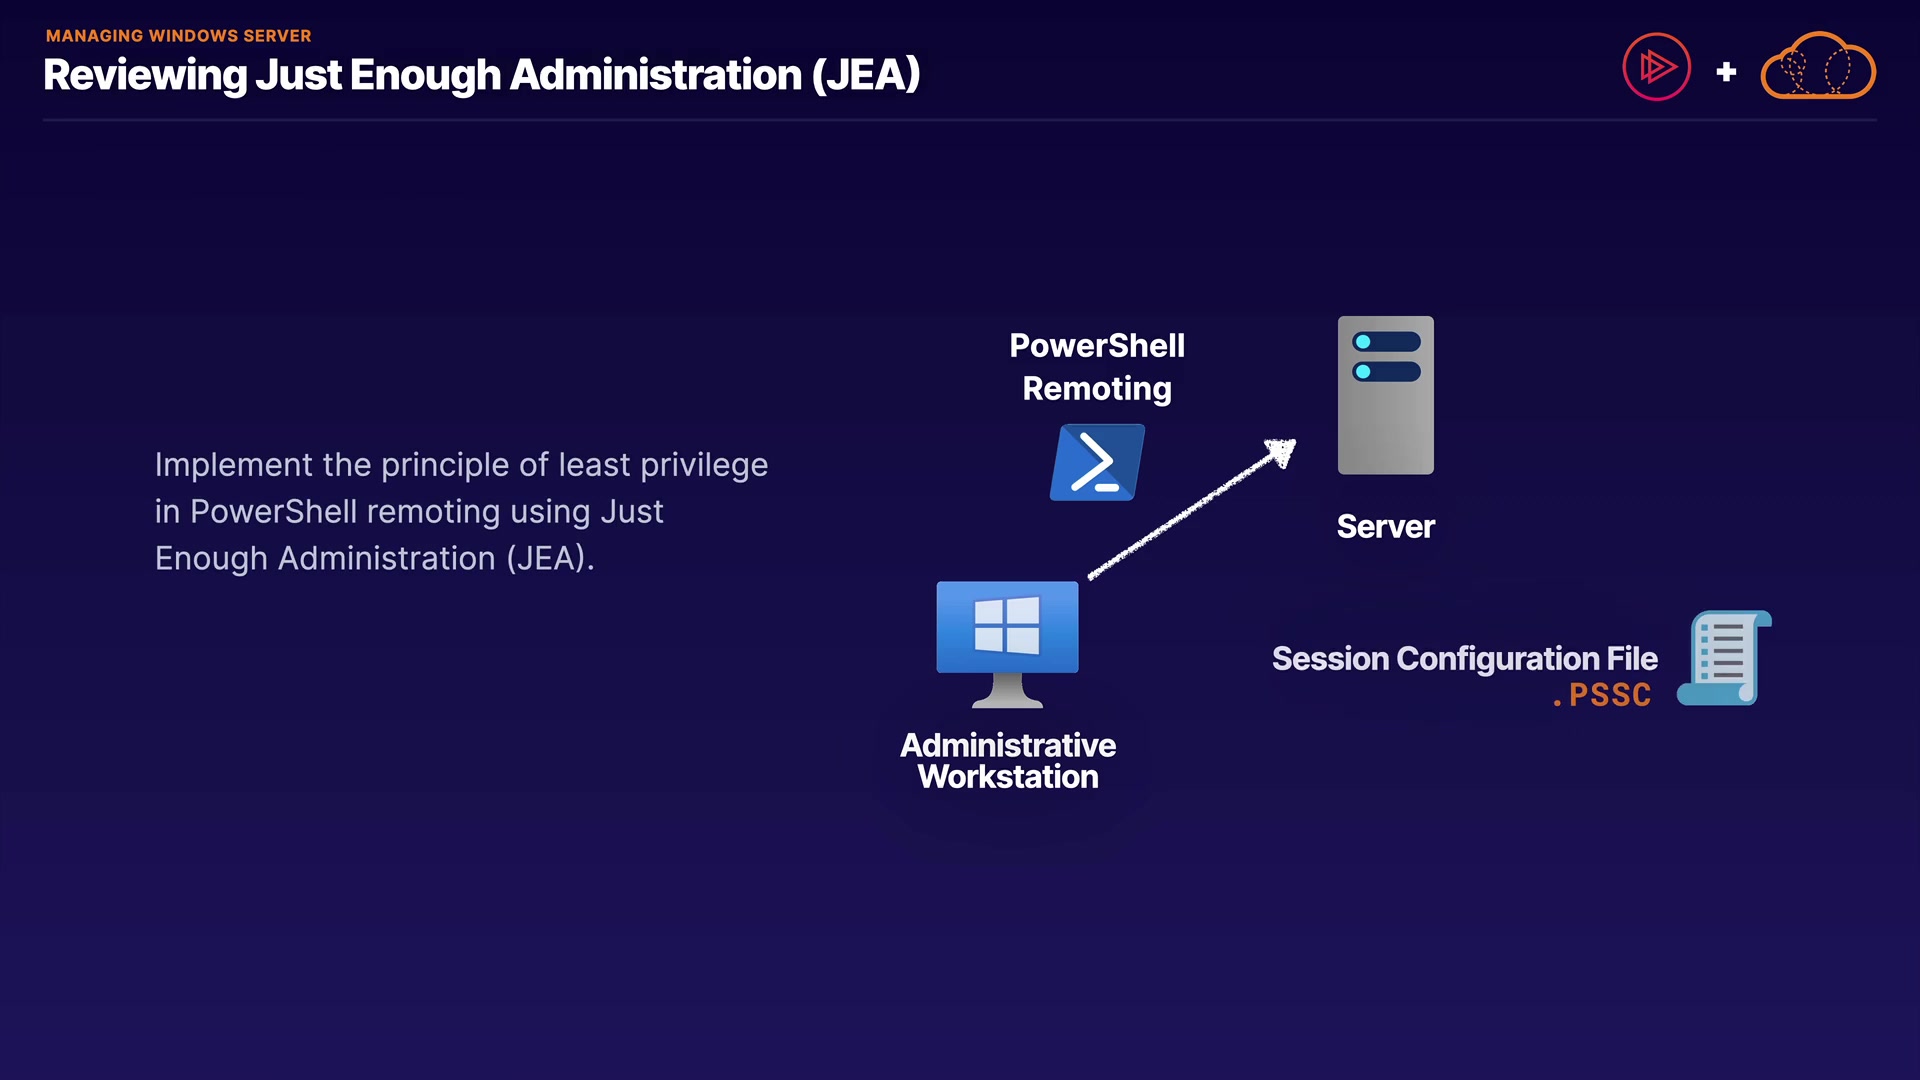 MANAGING WINDOWS SERVER
Reviewing Just Enough Administration (JEA)
Implement the principle of least privilege
in PowerShell remoting using Just
Enough Administration (JEA).
PowerShell
Remoting
Server
Session Configuration File
.PSSC
Administrative
Workstation